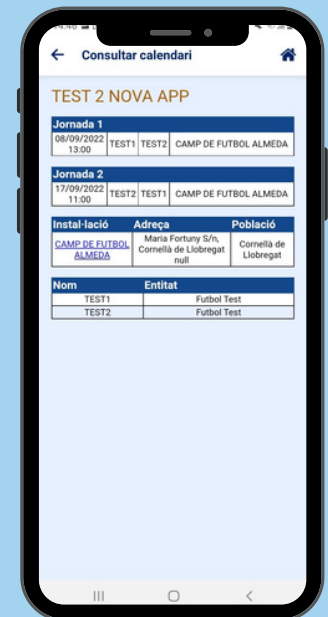 Consultar calendari
TEST 2 NOVA APP
Jornada 1
08/09/2022
13:00 TEST1 TEST2 CAMP DE FUTBOL ALMEDA
Jornada 2
17/09/2022
11:00 TEST2 TEST1 CAMP DE FUTBOL ALMEDA
Instal·lació Adreça Població
CAMP DE FUTBOL
ALMEDA
Maria Fortuny S/n,
Cornellà de Llobregat
null
Cornellà de
Llobregat
Nom Entitat
TEST1 Futbol Test
TEST2 Futbol Test